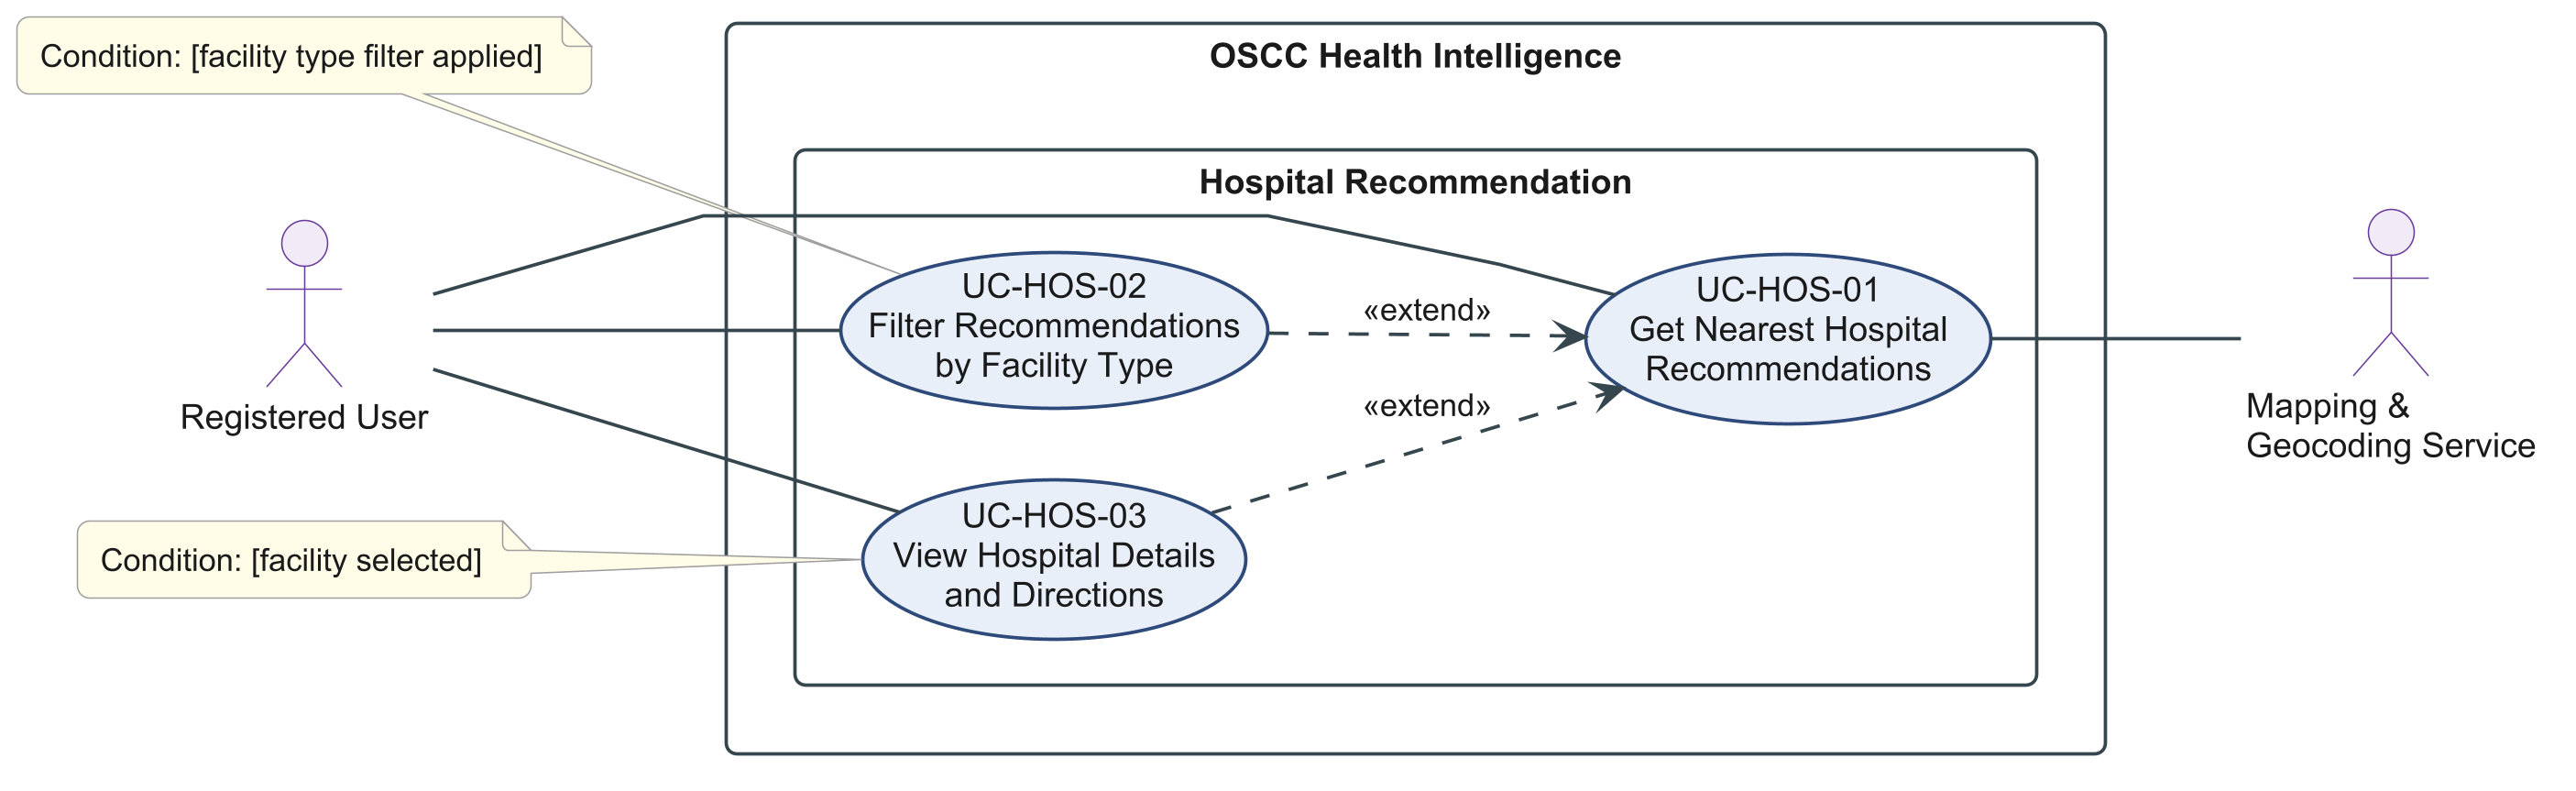 Condition: [facility type filter applied]
OSCC Health Intelligence
Hospital Recommendation
UC-HOS-02
Filter Recommendations
by Facility Type
«extend»
UC-HOS-01
Get Nearest Hospital
Recommendations
«extend»
Registered User
Mapping &
Geocoding Service
Condition: [facility selected]
UC-HOS-03
View Hospital Details
and Directions